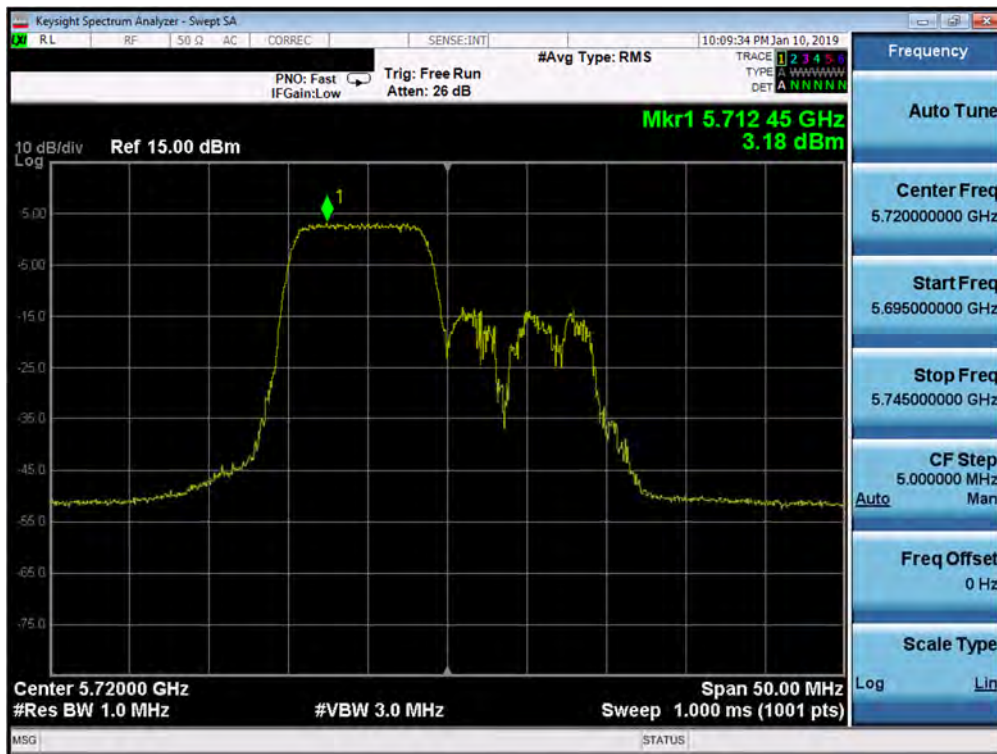 Keysight Spectrum Analyzer - Swept SA
LXI RL RF 50 Ω AC CORREC SENSE:INT 10:09:34 PM Jan 10, 2019
Frequency
#Avg Type: RMS
TRACE 1 2 3 4 5 6
PNO: Fast Trig: Free Run
TYPE A WWWWW
IFGain:Low Atten: 26 dB
DET A N N N N N
Auto Tune
Mkr1 5.712 45 GHz
3.18 dBm
10 dB/div Ref 15.00 dBm
Log
1
-5.00
-15.0
-25.0
-35.0
-45.0
-55.0
-65.0
-75.0
Center Freq
5.720000000 GHz
Start Freq
5.695000000 GHz
Stop Freq
5.745000000 GHz
CF Step
5.000000 MHz
Auto Man
Freq Offset
0 Hz
Scale Type
Log Lin
Center 5.72000 GHz Span 50.00 MHz
#Res BW 1.0 MHz #VBW 3.0 MHz Sweep 1.000 ms (1001 pts)
MSG STATUS